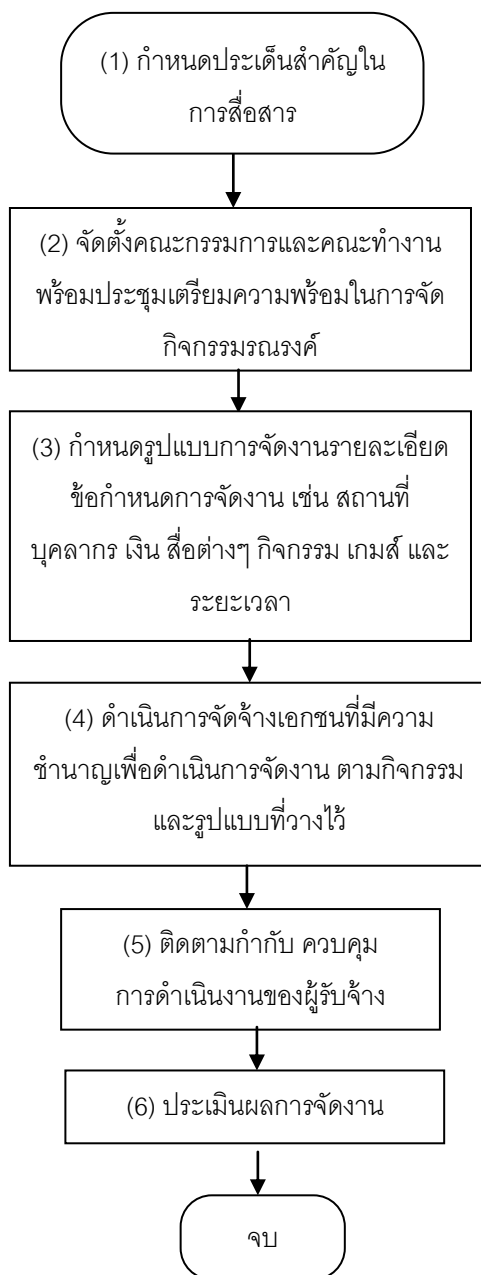 (1) กำหนดประเด็นสำคัญใน
การสื่อสาร
(2) จัดตั้งคณะกรรมการและคณะทำงาน
พร้อมประชุมเตรียมความพร้อมในการจัด
กิจกรรมรณรงค์
(3) กำหนดรูปแบบการจัดงานรายละเอียด
ข้อกำหนดการจัดงาน เช่น สถานที่
บุคลากร เงิน สื่อต่างๆ กิจกรรม เกมส์ และ
ระยะเวลา
(4) ดำเนินการจัดจ้างเอกชนที่มีความ
ชำนาญเพื่อดำเนินการจัดงาน ตามกิจกรรม
และรูปแบบที่วางไว้
(5) ติดตามกำกับ ควบคุม
การดำเนินงานของผู้รับจ้าง
(6) ประเมินผลการจัดงาน
จบ